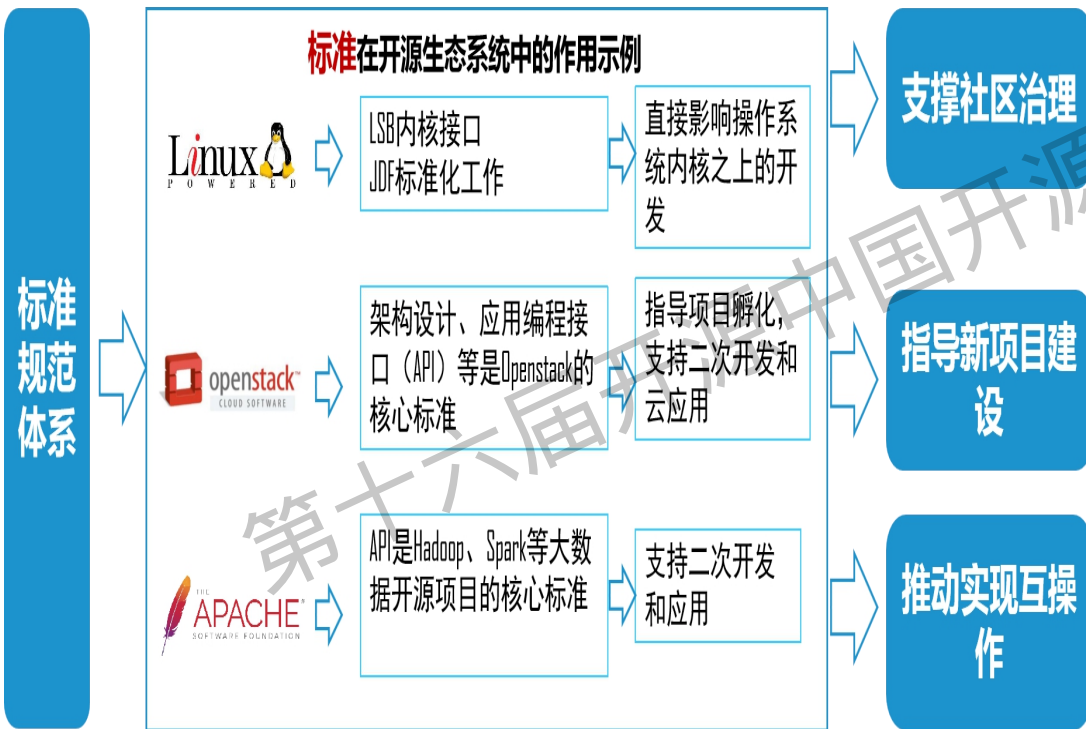 标准在开源生态系统中的作用示例
标准
规范
体系
Linux
POWERED
LSB内核接口
JDF标准化工作
直接影响操作系
统内核之上的开
发
支撑社区治理
openstack™
CLOUD SOFTWARE
架构设计、应用编程接
口（API）等是Openstack的
核心标准
指导项目孵化，
支持二次开发和
云应用
指导新项目建
设
THE
APACHE
SOFTWARE FOUNDATION
API是Hadoop、Spark等大数
据开源项目的核心标准
支持二次开发
和应用
推动实现互操
作
第十六届开源中国开源